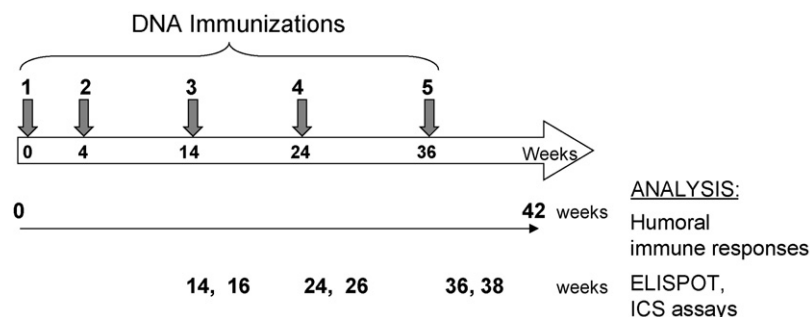 DNA Immunizations
1 2 3 4 5
0 4 14 24 36 Weeks
ANALYSIS:
0 42 weeks Humoral
immune responses
14, 16 24, 26 36, 38 weeks ELISPOT,
ICS assays